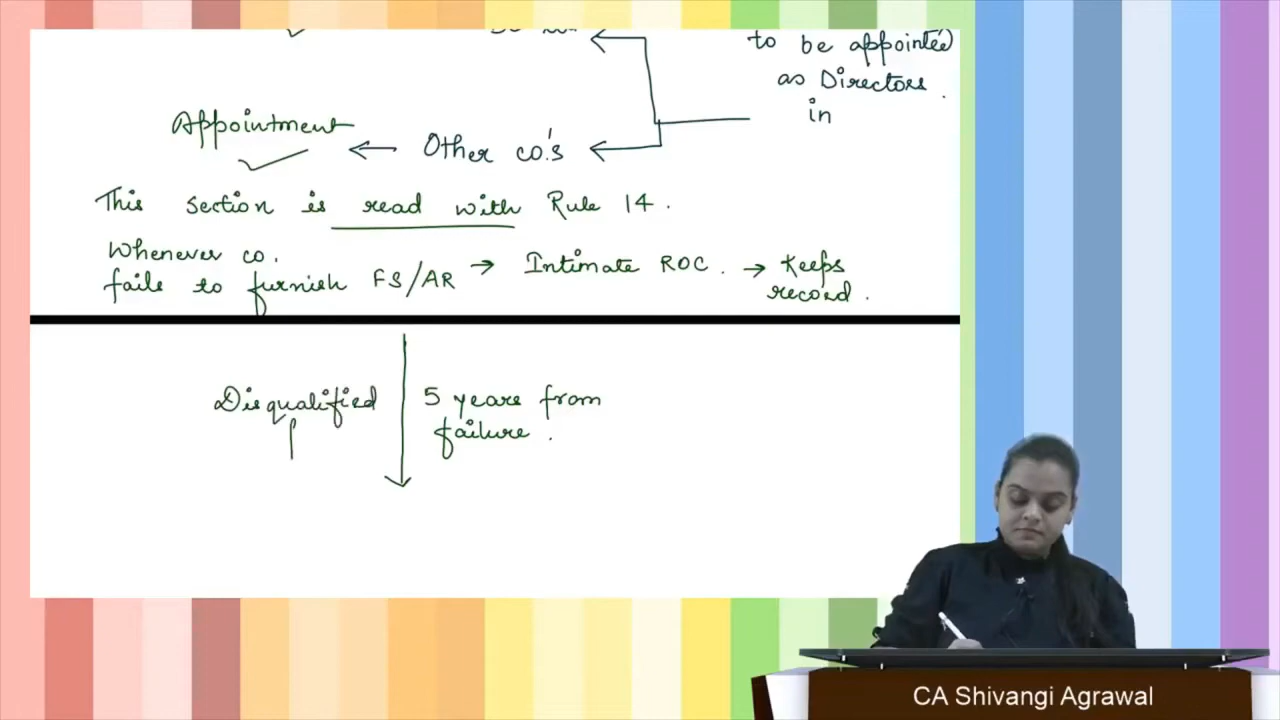 to be appointed
as Directors.
in
Appointment
Other co.'s
This section is read with Rule 14.
Whenever co.
fails to furnish FS/AR → Intimate ROC. → Keeps
record.
Disqualified
5 years from
failure.
CA Shivangi Agrawal